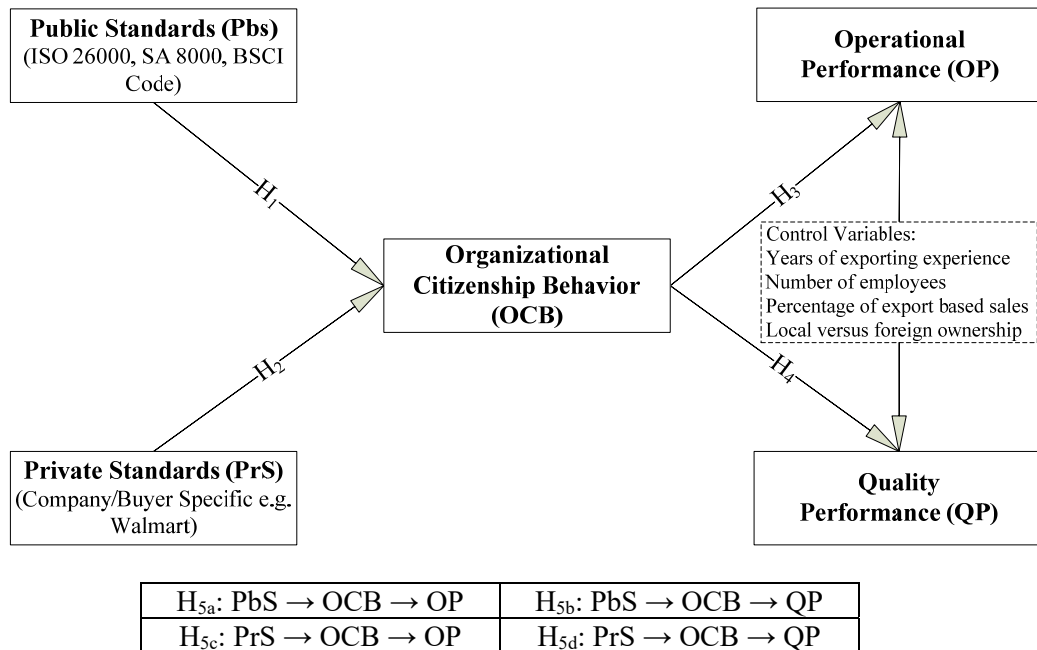 Public Standards (Pbs)
(ISO 26000, SA 8000, BSCI
Code)
Operational
Performance (OP)
H₁
H₃
Organizational
Citizenship Behavior
(OCB)
Control Variables:
Years of exporting experience
Number of employees
Percentage of export based sales
Local versus foreign ownership
H₂
H₄
Private Standards (PrS)
(Company/Buyer Specific e.g.
Walmart)
Quality
Performance (QP)
H₅ₐ: PbS → OCB → OP
H5b: PbS → OCB → QP
H5c: PrS → OCB → OP
H5d: PrS → OCB → QP